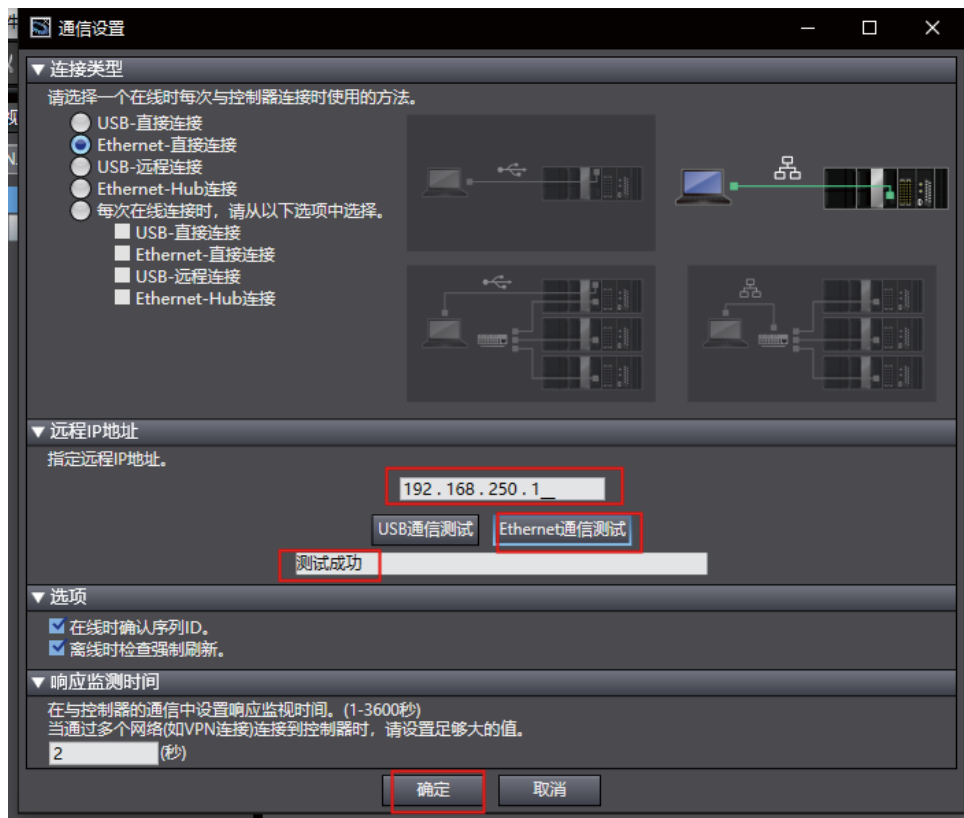 通信设置
▼连接类型
请选择一个在线时每次与控制器连接时使用的方法。
USB-直接连接
Ethernet-直接连接
USB-远程连接
Ethernet-Hub连接
每次在线连接时，请从以下选项中选择。
USB-直接连接
Ethernet-直接连接
USB-远程连接
Ethernet-Hub连接
▼远程IP地址
指定远程IP地址。
192.168.250.1_
USB通信测试 Ethernet通信测试
测试成功
▼选项
在线时确认序列ID。
离线时检查强制刷新。
▼响应监测时间
在与控制器的通信中设置响应监视时间。(1-3600秒)
当通过多个网络(如VPN连接)连接到控制器时，请设置足够大的值。
2 (秒)
确定 取消